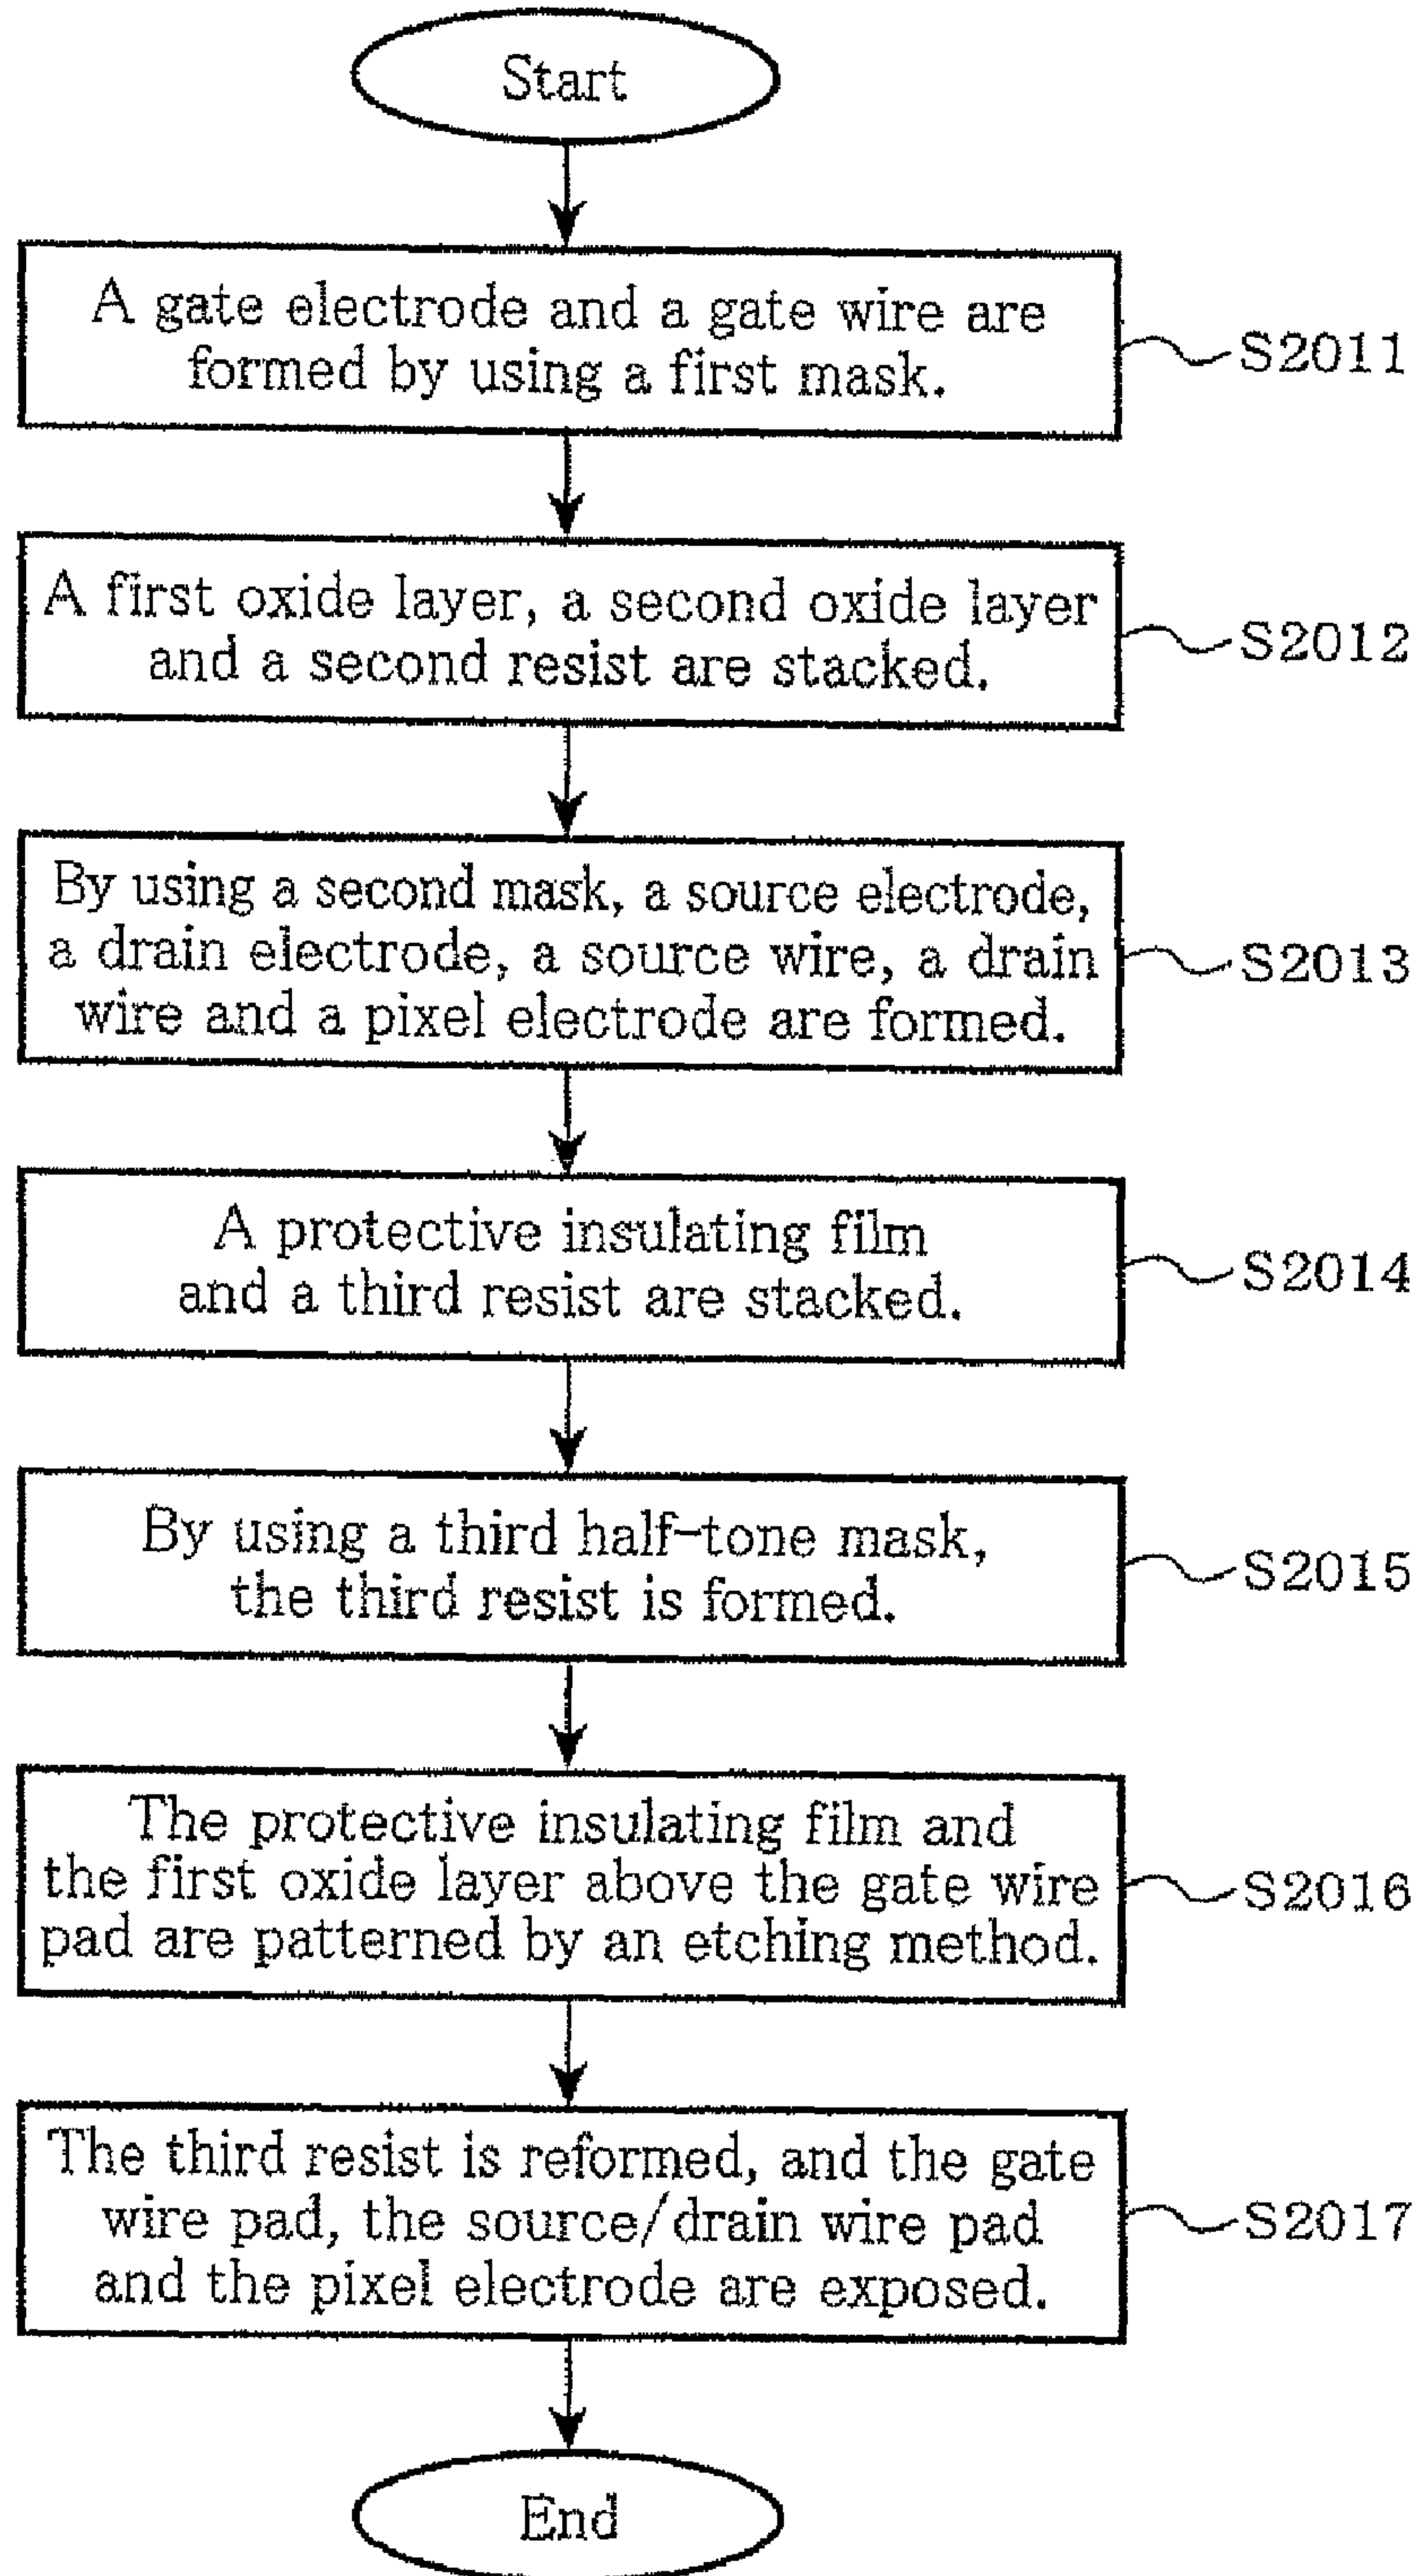 Start
A gate electrode and a gate wire are
formed by using a first mask.
S2011
A first oxide layer, a second oxide layer
and a second resist are stacked.
S2012
By using a second mask, a source electrode,
a drain electrode, a source wire, a drain
wire and a pixel electrode are formed.
S2013
A protective insulating film
and a third resist are stacked.
S2014
By using a third half-tone mask,
the third resist is formed.
S2015
The protective insulating film and
the first oxide layer above the gate wire
pad are patterned by an etching method.
S2016
The third resist is reformed, and the gate
wire pad, the source/drain wire pad
and the pixel electrode are exposed.
S2017
End